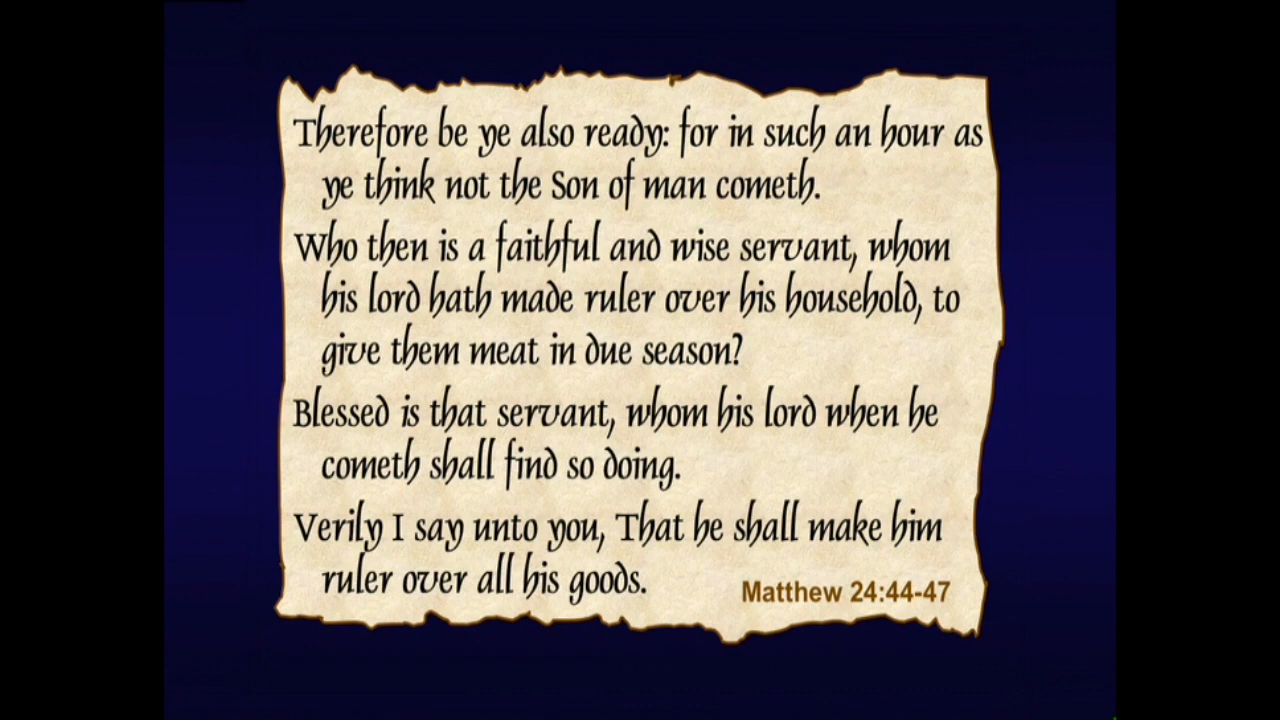 Therefore be ye also ready: for in such an hour as
ye think not the Son of man cometh.
Who then is a faithful and wise servant, whom
his lord hath made ruler over his household, to
give them meat in due season?
Blessed is that servant, whom his lord when he
cometh shall find so doing.
Verily I say unto you, That he shall make him
ruler over all his goods.
Matthew 24:44-47